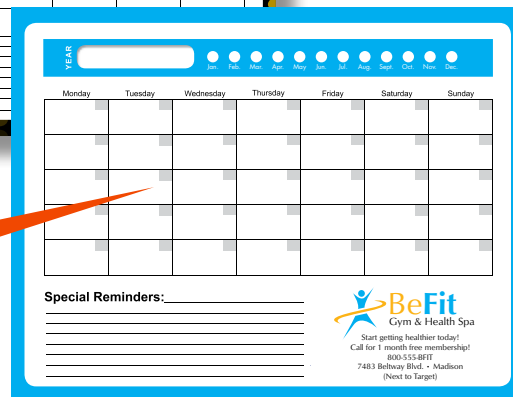 YEAR
Jan. Feb. Mar. Apr. May Jun. Jul. Aug. Sept. Oct. Nov. Dec.
Monday Tuesday Wednesday Thursday Friday Saturday Sunday
Special Reminders:
BeFit
Gym & Health Spa
Start getting healthier today!
Call for 1 month free membership!
800-555-BFIT
7483 Beltway Blvd. • Madison
(Next to Target)